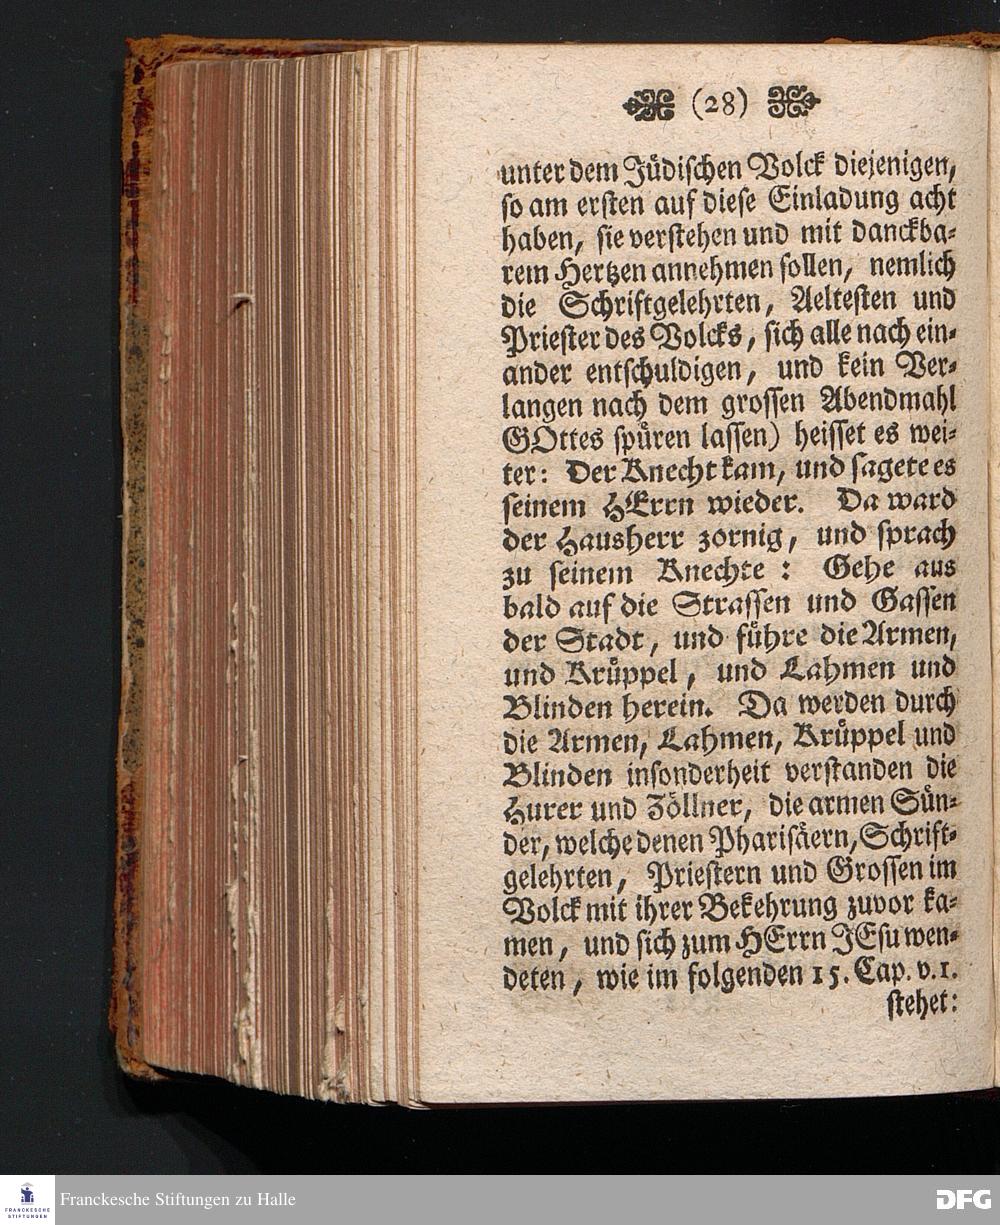 (28)
unter dem Jüdischen Volck diejenigen,
so am ersten auf diese Einladung acht
haben, sie verstehen und mit danckba-
rem Hertzen annehmen sollen, nemlich
die Schriftgelehrten, Aeltesten und
Priester des Volcks, sich alle nach ein-
ander entschuldigen, und kein Ver-
langen nach dem grossen Abendmahl
GOttes spüren lassen) heisset es wei-
ter: Der Knecht kam, und sagete es
seinem HErrn wieder. Da ward
der Hausherr zornig, und sprach
zu seinem Knechte: Gehe aus
bald auf die Strassen und Gassen
der Stadt, und führe die Armen,
und Krüppel, und Lahmen und
Blinden herein. Da werden durch
die Armen, Lahmen, Krüppel und
Blinden insonderheit verstanden die
Hurer und Zöllner, die armen Sün-
der, welche denen Pharisäern, Schrift-
gelehrten, Priestern und Grossen im
Volck mit ihrer Bekehrung zuvor ka-
men, und sich zum HErrn JEsu wen-
deten, wie im folgenden 15. Cap. v. 1.
stehet:
FRANCKESCHE
STIFTUNGEN
Franckesche Stiftungen zu Halle
DFG